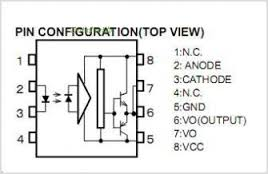 PIN CONFIGURATION(TOP VIEW)
1
2
3
4
8
7
6
5
1:N.C.
2: ANODE
3:CATHODE
4:N.C.
5:GND
6:VO(OUTPUT)
7:VO
8:VCC